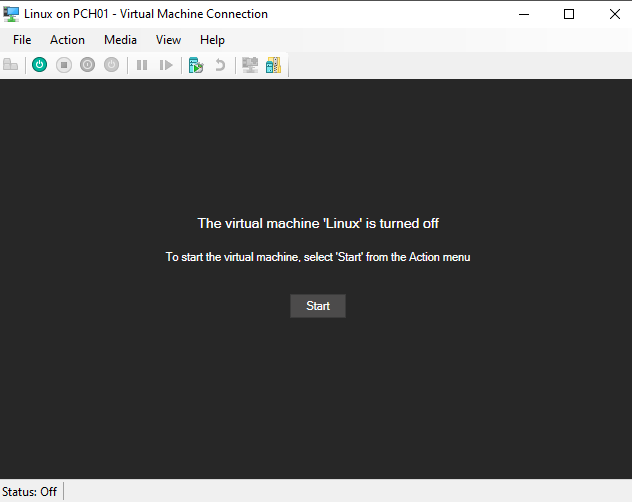 Linux on PCH01 - Virtual Machine Connection
File Action Media View Help
The virtual machine 'Linux' is turned off
To start the virtual machine, select 'Start' from the Action menu
Start
Status: Off